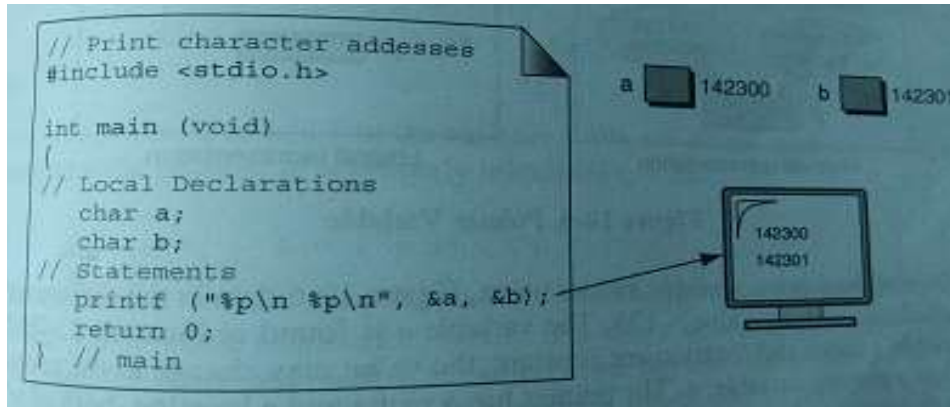 // Print character addesses
#include <stdio.h>
int main (void)
{
// Local Declarations
char a;
char b;
// Statements
printf ("%p\n %p\n", &a, &b);
return 0;
} // main
a 142300 b 142301
142300
142301